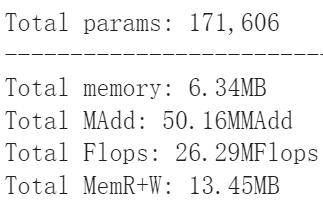 Total params: 171,606
-------------------------
Total memory: 6.34MB
Total MAdd: 50.16MMAdd
Total Flops: 26.29MFlops
Total MemR+W: 13.45MB